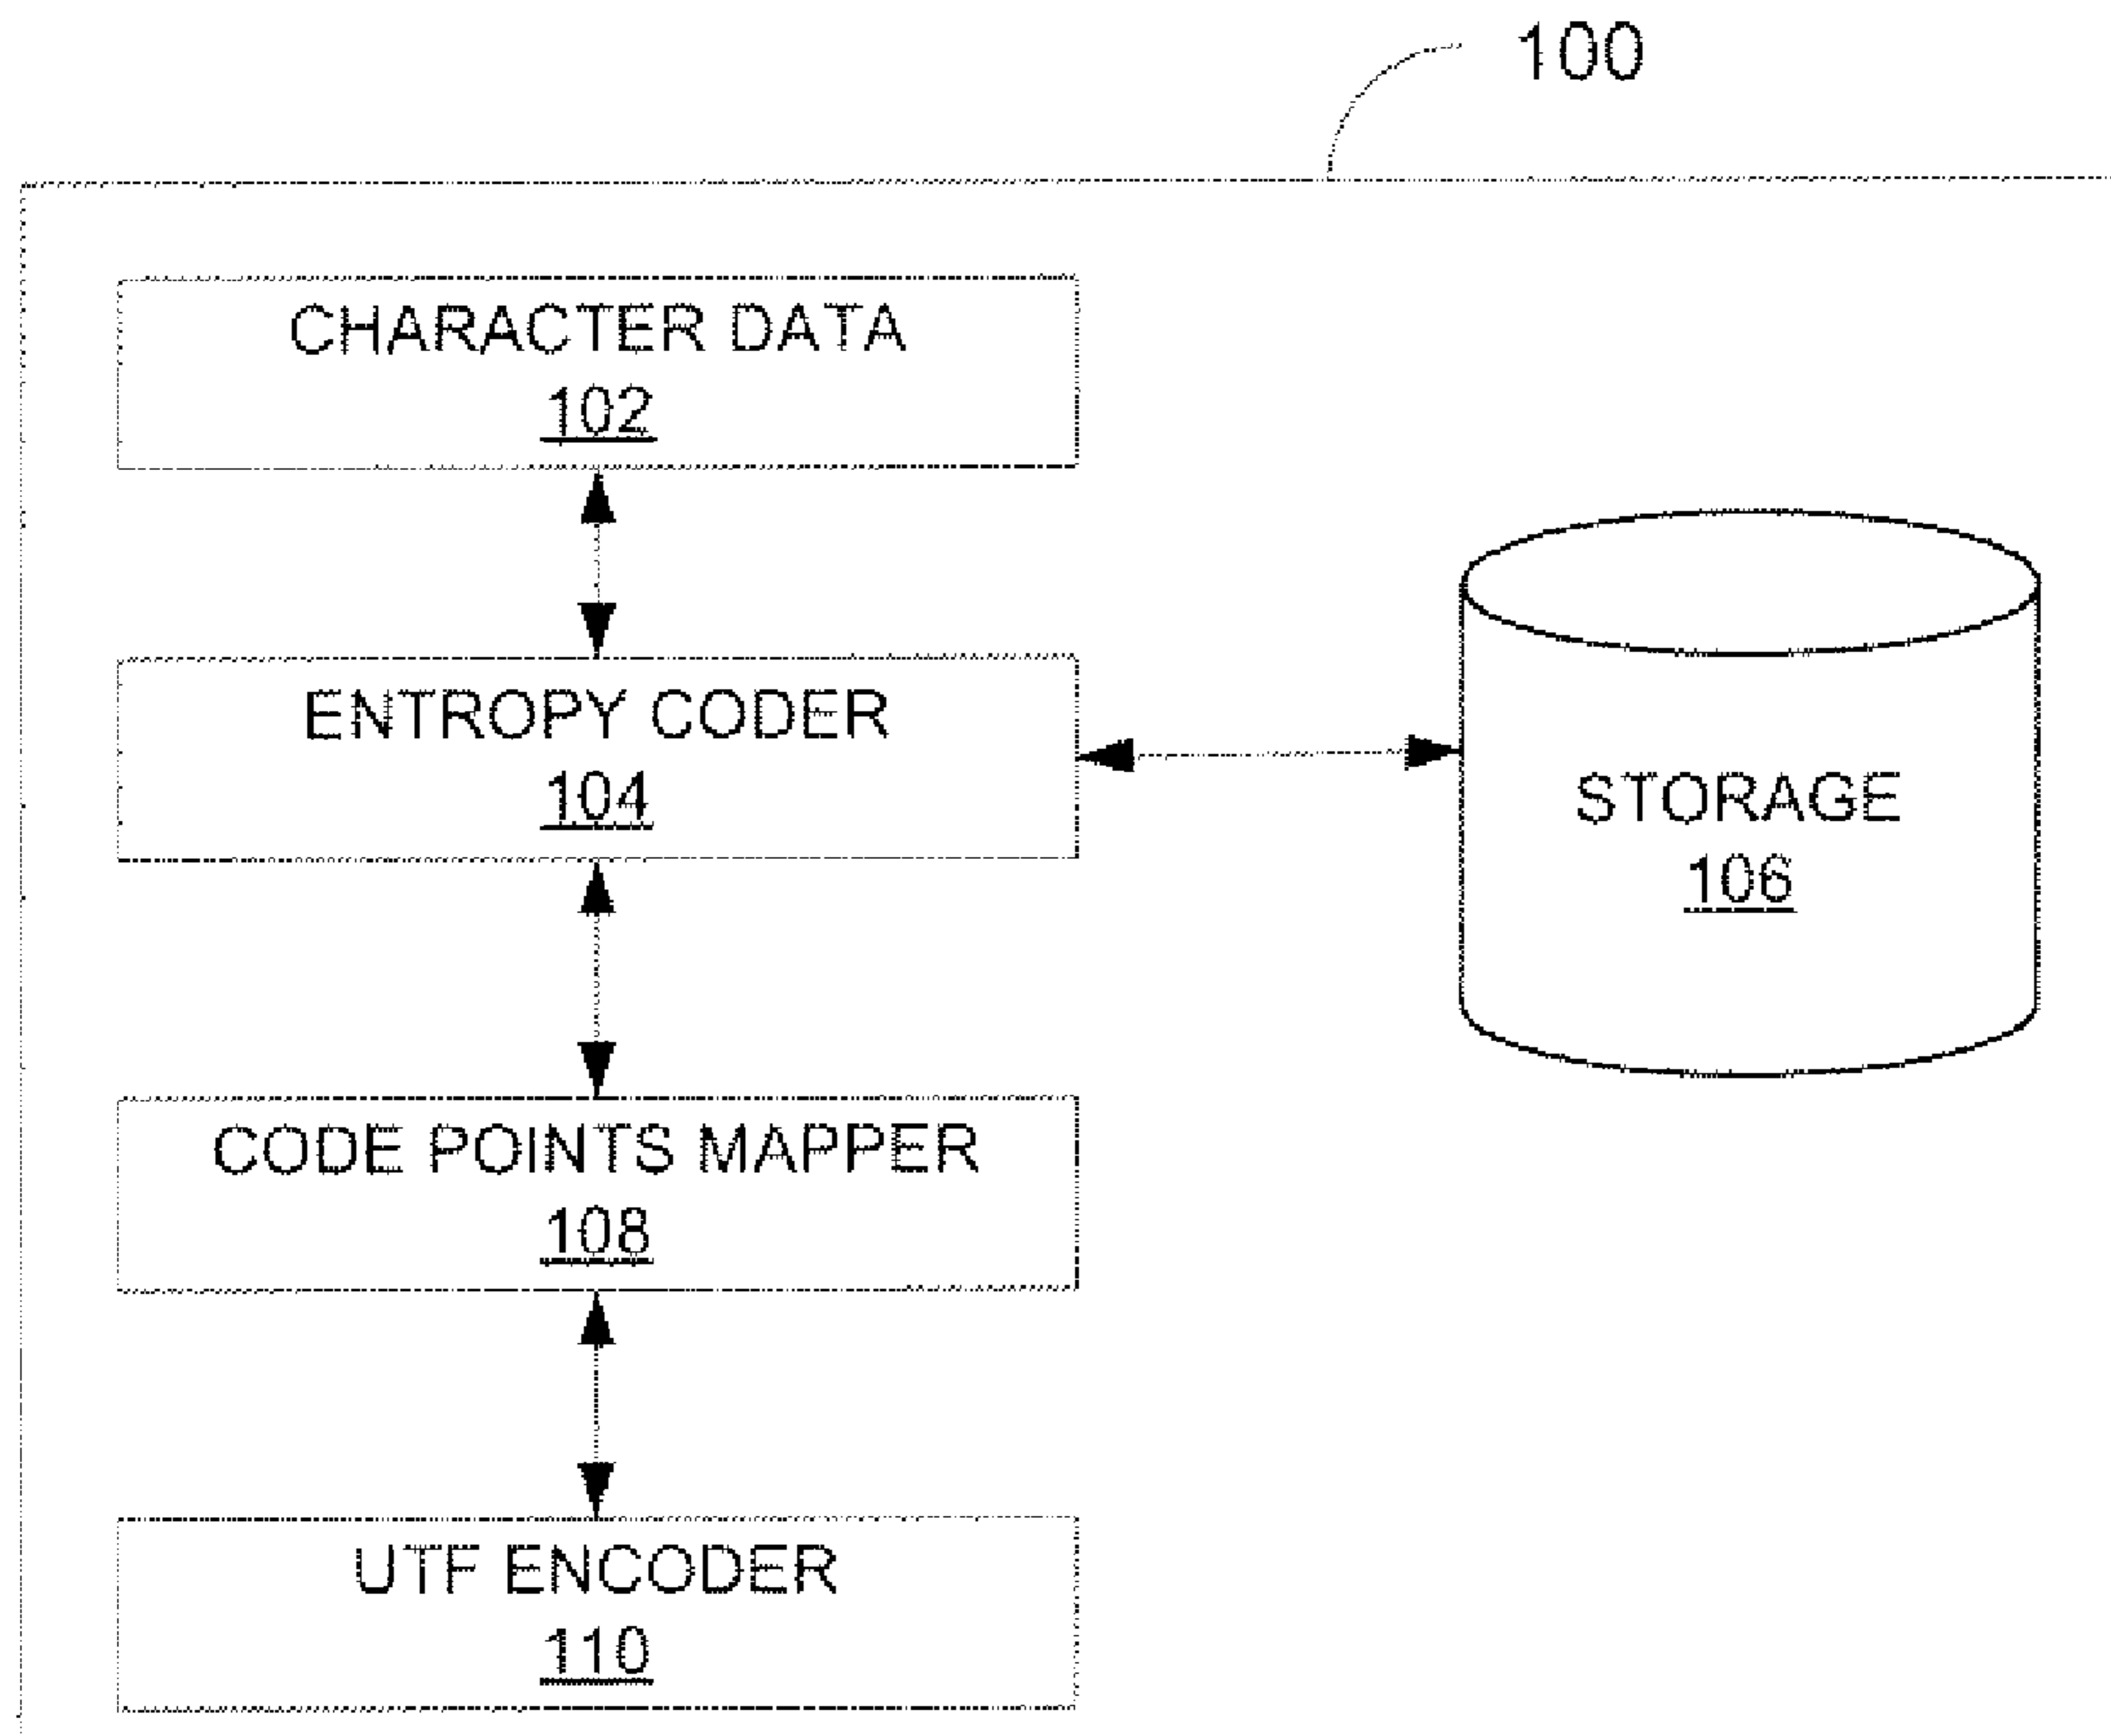 100
CHARACTER DATA
102
ENTROPY CODER
104
STORAGE
106
CODE POINTS MAPPER
108
UTF ENCODER
110